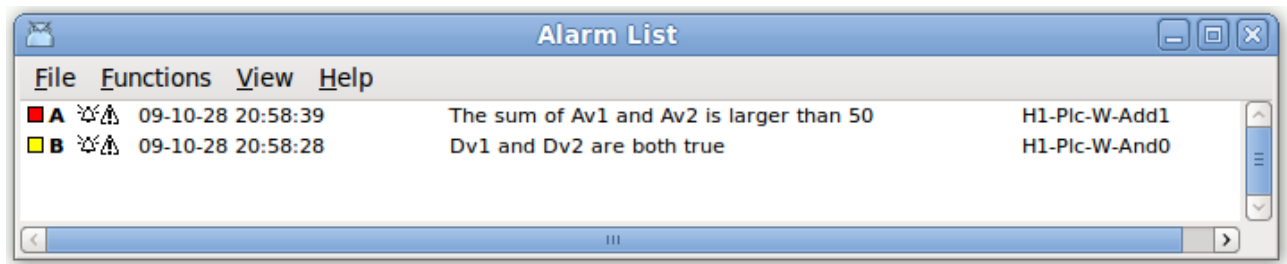 Alarm List
File Functions View Help
A 09-10-28 20:58:39 The sum of Av1 and Av2 is larger than 50 H1-Plc-W-Add1
B 09-10-28 20:58:28 Dv1 and Dv2 are both true H1-Plc-W-And0